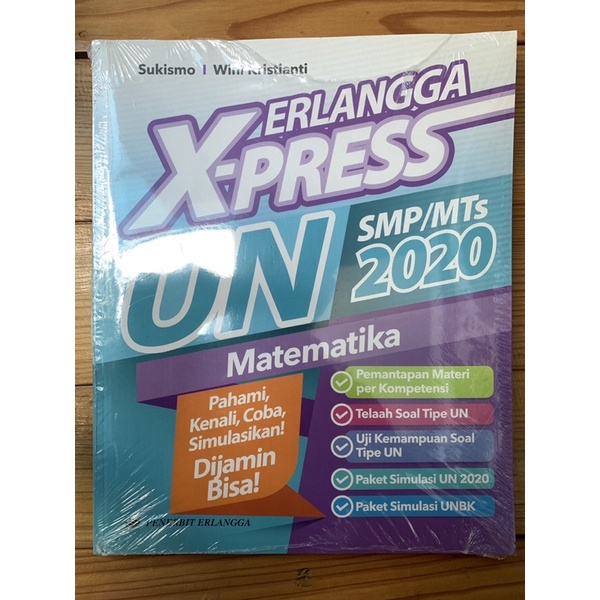 Sukismo | Wini Kristianti
ERLANGGA
X-PRESS
UN
SMP/MTs
2020
Matematika
Pahami,
Kenali, Coba,
Simulasikan!
Dijamin
Bisa!
Pemantapan Materi
per Kompetensi
Telaah Soal Tipe UN
Uji Kemampuan Soal
Tipe UN
Paket Simulasi UN 2020
Paket Simulasi UNBK
PENERBIT ERLANGGA